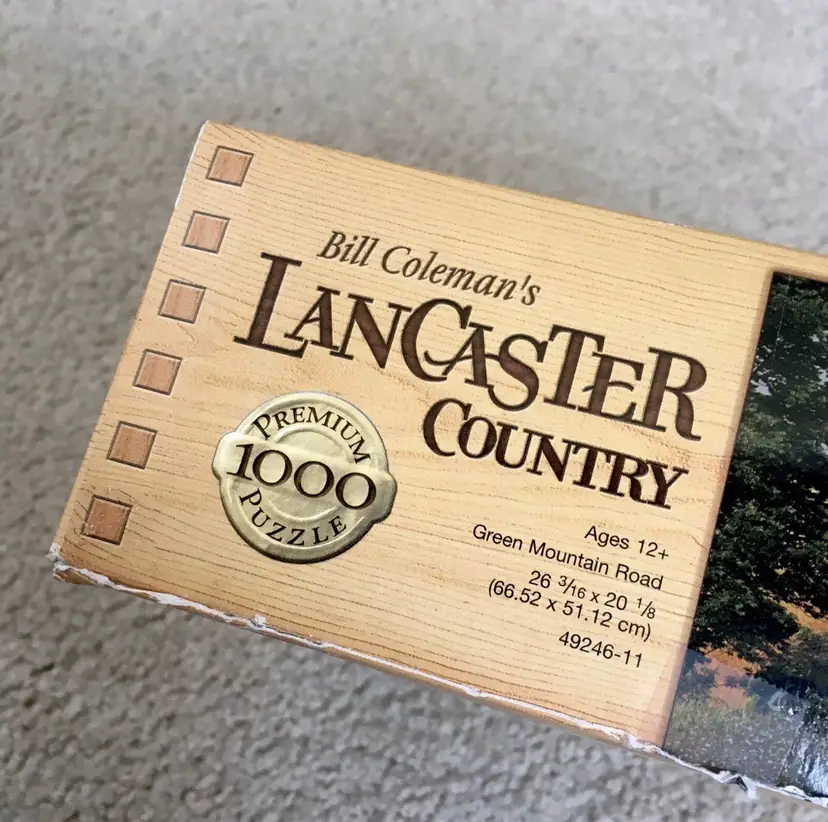 Bill Coleman's
LANCASTER
COUNTRY
PREMIUM
1000
PUZZLE
Ages 12+
Green Mountain Road
26 3/16 x 20 1/8
(66.52 x 51.12 cm)
49246-11